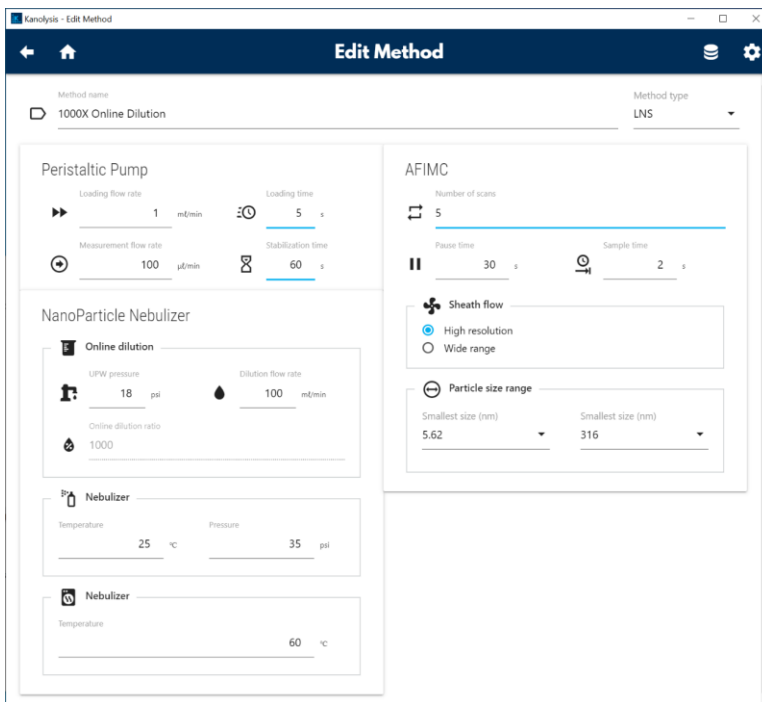 Kanolysis - Edit Method
Edit Method
Method name
1000X Online Dilution
Method type
LNS
Peristaltic Pump
Loading flow rate
1 mℓ/min
Loading time
5 s
Measurement flow rate
100 µℓ/min
Stabilization time
60 s
NanoParticle Nebulizer
Online dilution
UPW pressure
18 psi
Dilution flow rate
100 mℓ/min
Online dilution ratio
1000
Nebulizer
Temperature
25 °C
Pressure
35 psi
Nebulizer
Temperature
60 °C
AFIMC
Number of scans
5
Pause time
30 s
Sample time
2 s
Sheath flow
High resolution
Wide range
Particle size range
Smallest size (nm)
5.62
Smallest size (nm)
316